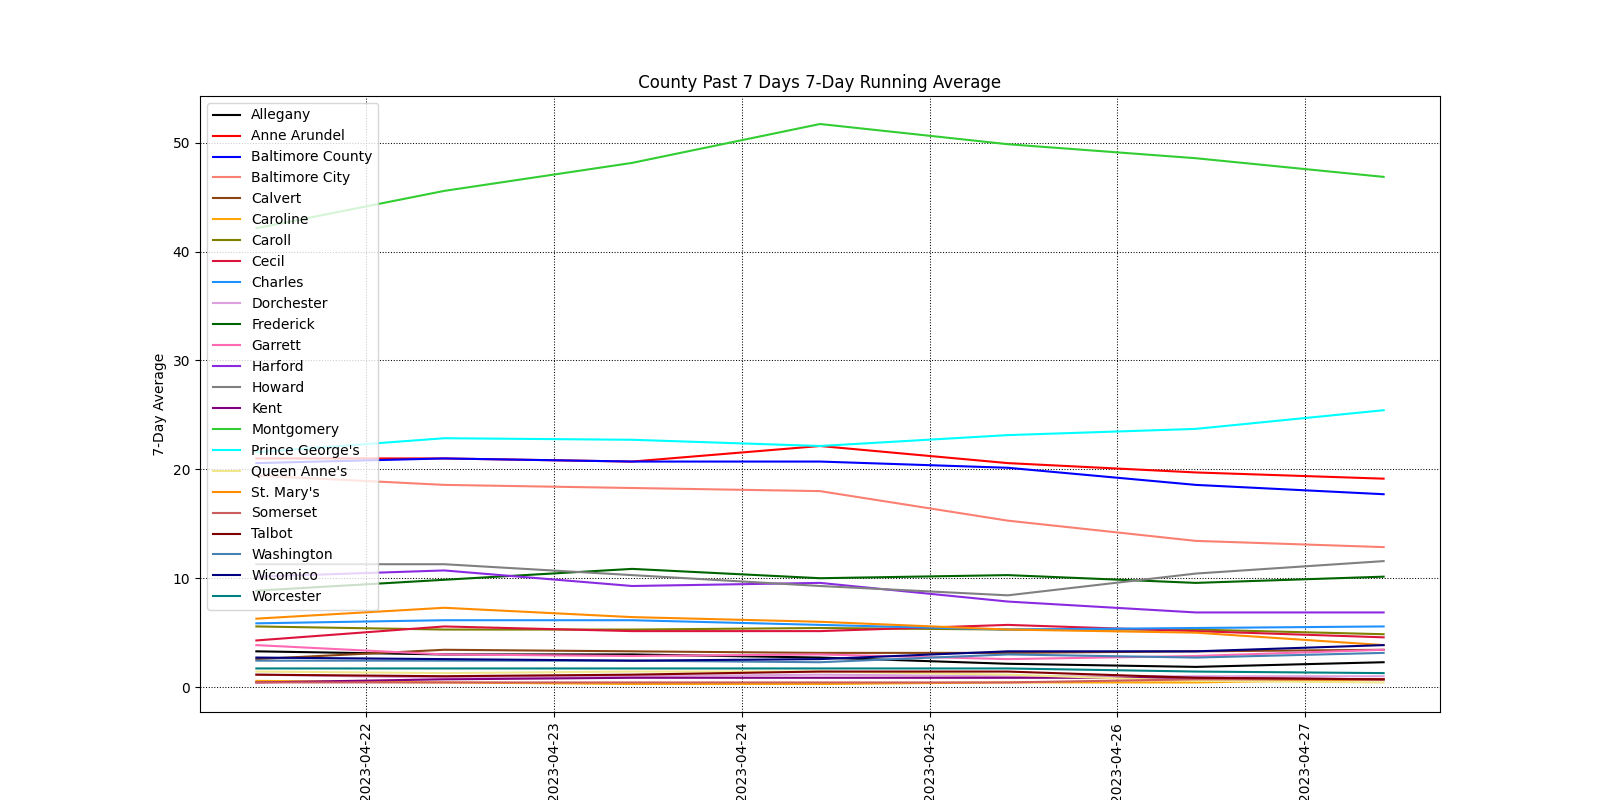 County Past 7 Days 7-Day Running Average
7-Day Average
50
40
30
20
10
0
Allegany
Anne Arundel
Baltimore County
Baltimore City
Calvert
Caroline
Caroll
Cecil
Charles
Dorchester
Frederick
Garrett
Harford
Howard
Kent
Montgomery
Prince George's
Queen Anne's
St. Mary's
Somerset
Talbot
Washington
Wicomico
Worcester
2023-04-22
2023-04-23
2023-04-24
2023-04-25
2023-04-26
2023-04-27